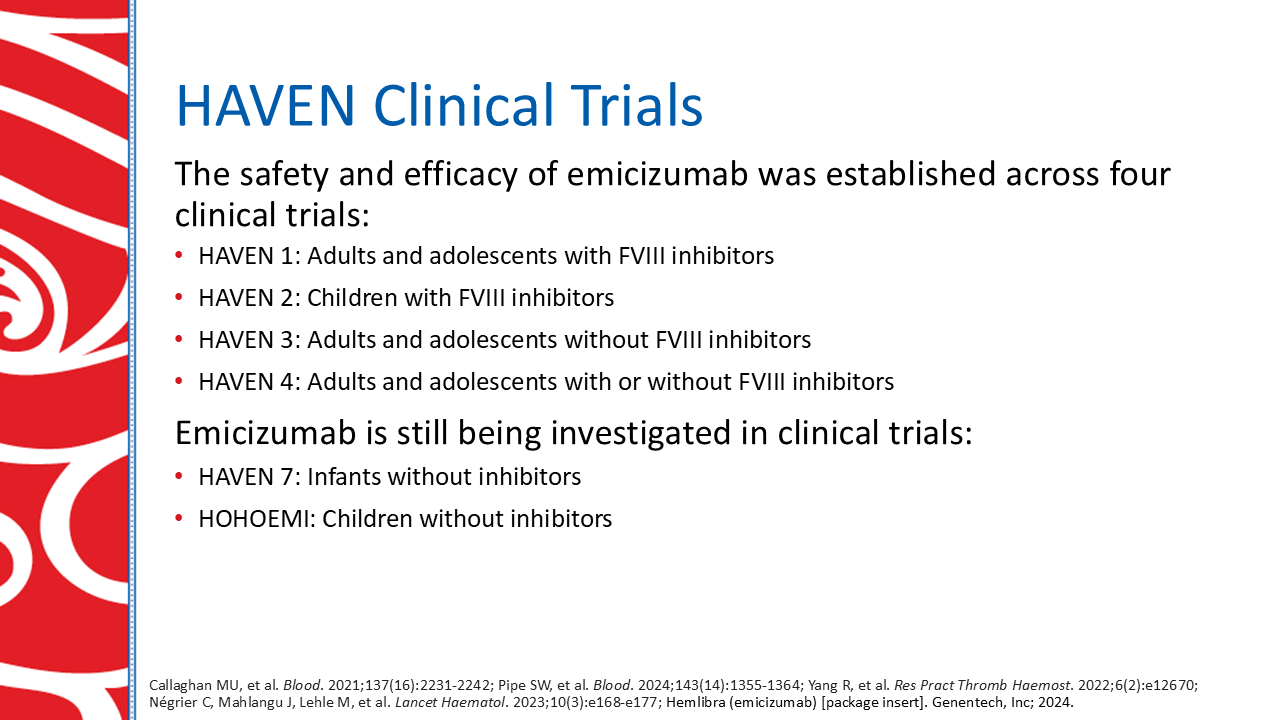 HAVEN Clinical Trials
The safety and efficacy of emicizumab was established across four
clinical trials:
• HAVEN 1: Adults and adolescents with FVIII inhibitors
• HAVEN 2: Children with FVIII inhibitors
• HAVEN 3: Adults and adolescents without FVIII inhibitors
• HAVEN 4: Adults and adolescents with or without FVIII inhibitors
Emicizumab is still being investigated in clinical trials:
• HAVEN 7: Infants without inhibitors
• HOHOEMI: Children without inhibitors
Callaghan MU, et al. Blood. 2021;137(16):2231-2242; Pipe SW, et al. Blood. 2024;143(14):1355-1364; Yang R, et al. Res Pract Thromb Haemost. 2022;6(2):e12670;
Négrier C, Mahlangu J, Lehle M, et al. Lancet Haematol. 2023;10(3):e168-e177; Hemlibra (emicizumab) [package insert]. Genentech, Inc; 2024.